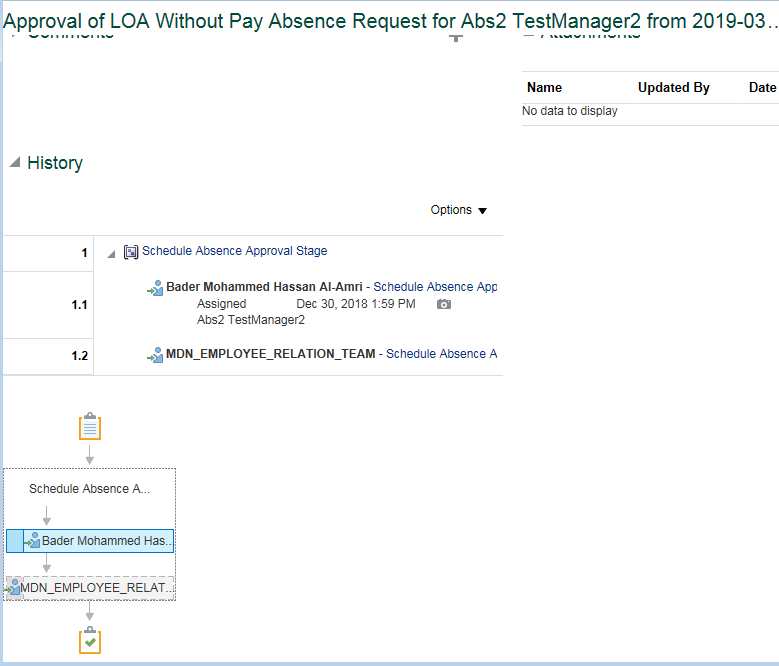 Approval of LOA Without Pay Absence Request for Abs2 TestManager2 from 2019-03...
Comments
Attachments
Name Updated By Date
No data to display
History
Options
1 Schedule Absence Approval Stage
1.1 Bader Mohammed Hassan Al-Amri - Schedule Absence App
Assigned Dec 30, 2018 1:59 PM
Abs2 TestManager2
1.2 MDN_EMPLOYEE_RELATION_TEAM - Schedule Absence A
Schedule Absence A...
Bader Mohammed Has...
MDN_EMPLOYEE_RELAT...